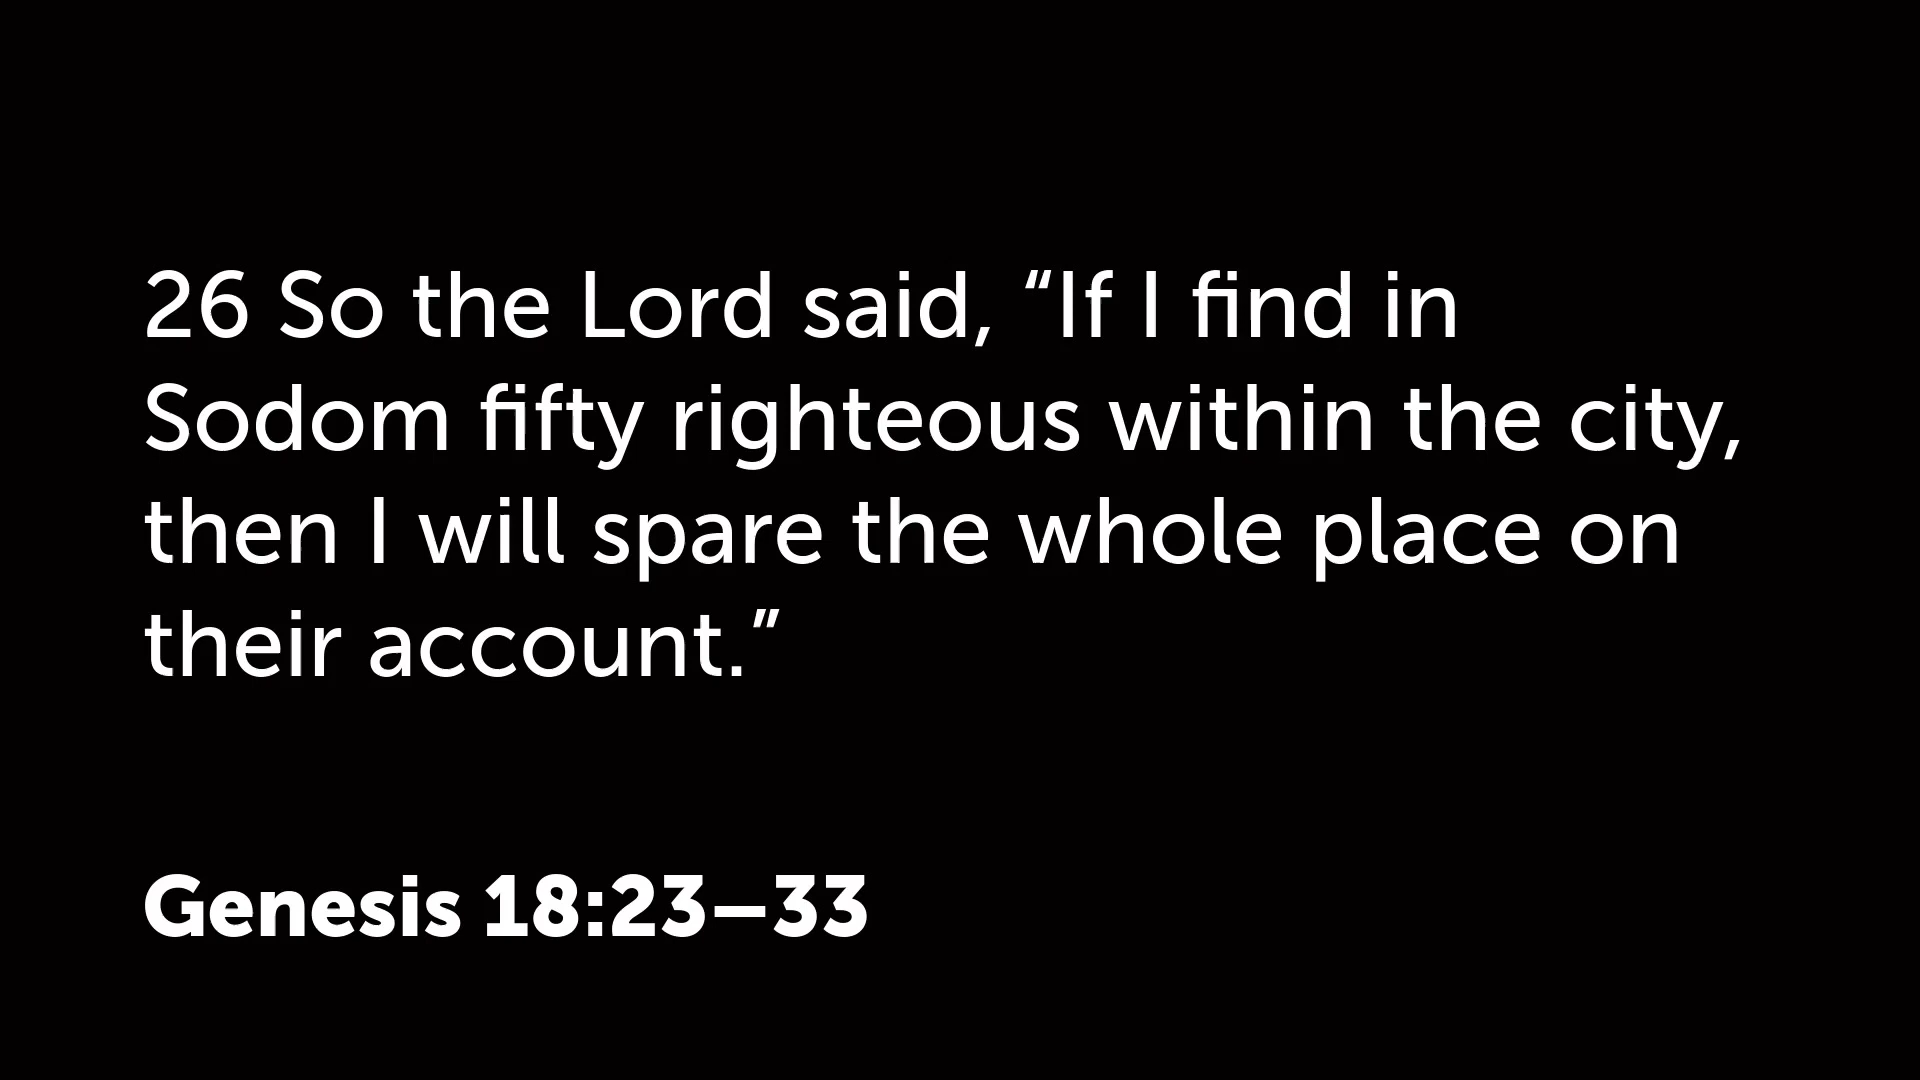 26 So the Lord said, “If I find in
Sodom fifty righteous within the city,
then I will spare the whole place on
their account.”
Genesis 18:23–33